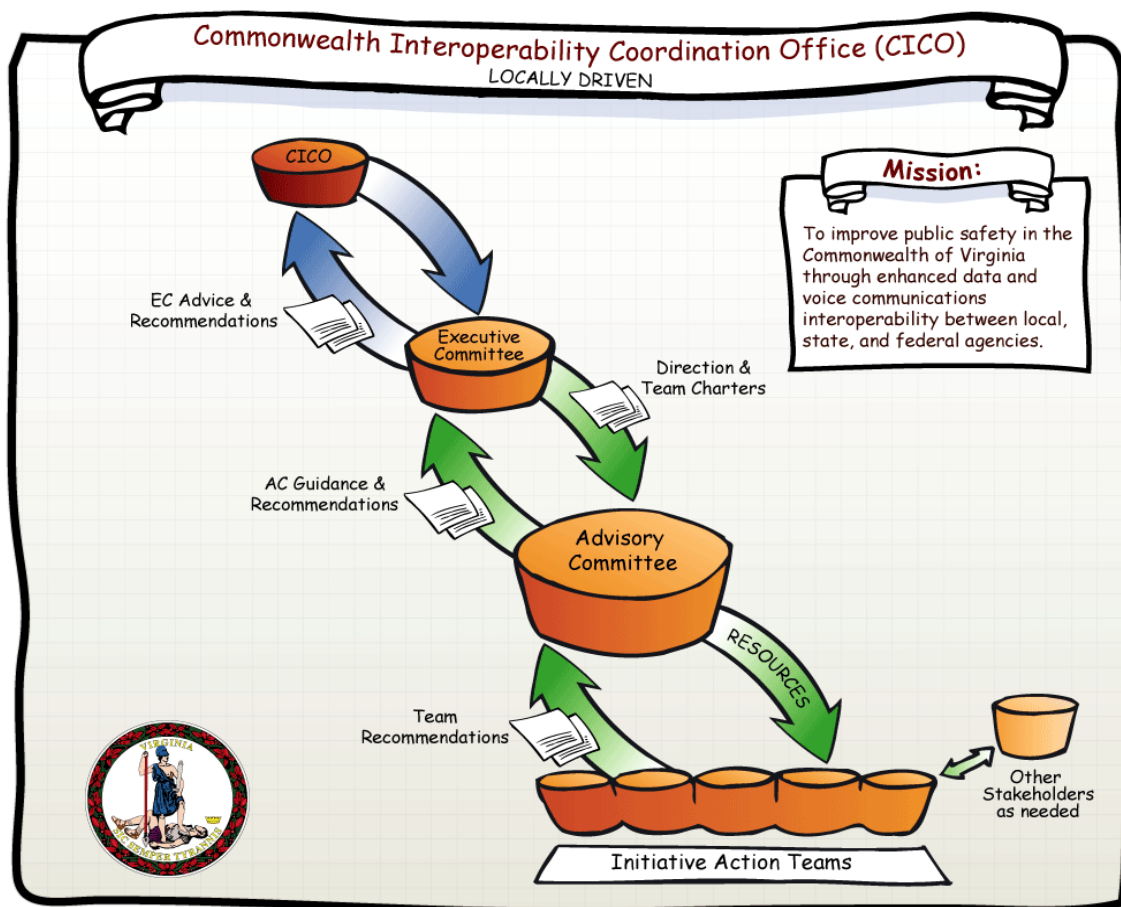 Commonwealth Interoperability Coordination Office (CICO)
LOCALLY DRIVEN
CICO
Mission:
To improve public safety in the
Commonwealth of Virginia
through enhanced data and
voice communications
interoperability between local,
state, and federal agencies.
EC Advice &
Recommendations
Executive
Committee
Direction &
Team Charters
AC Guidance &
Recommendations
Advisory
Committee
RESOURCES
Team
Recommendations
Other
Stakeholders
as needed
Initiative Action Teams
VIRGINIA
SIC SEMPER TYRANNIS